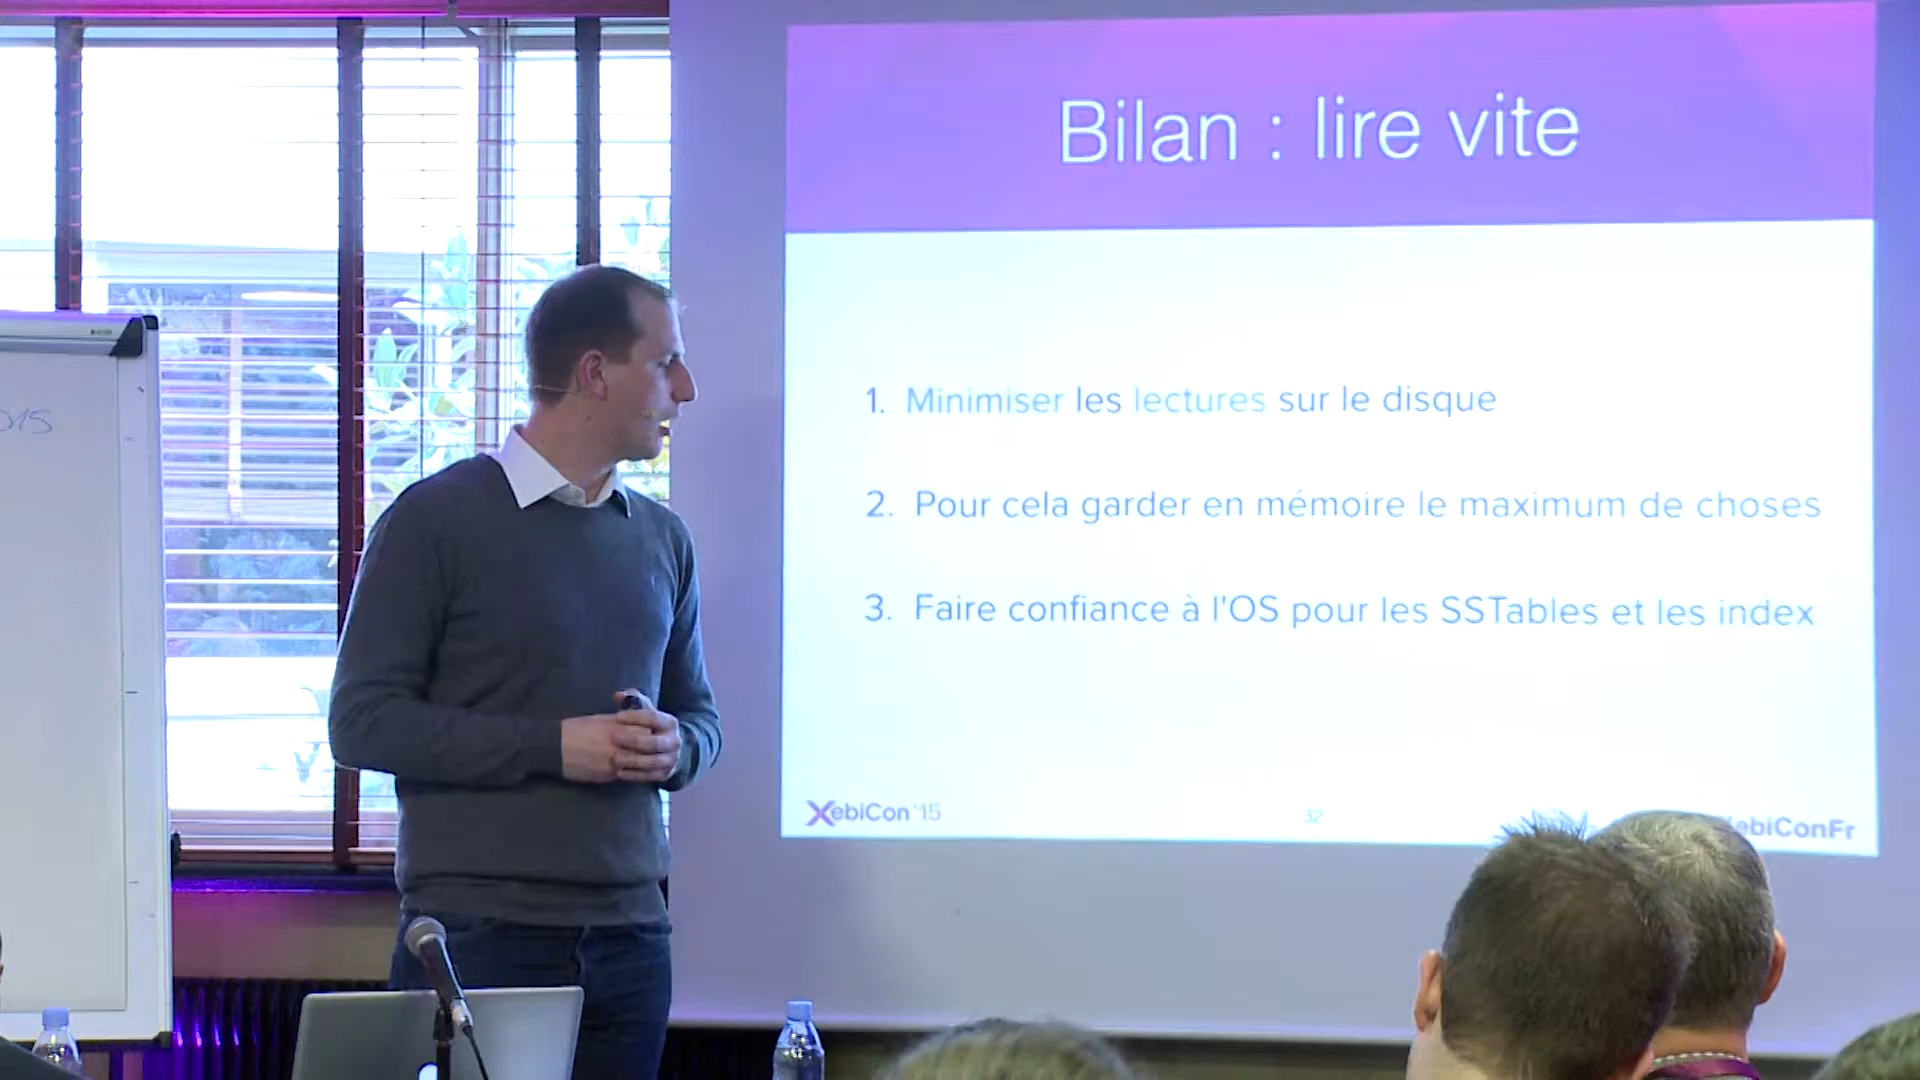 Bilan : lire vite
1. Minimiser les lectures sur le disque
2. Pour cela garder en mémoire le maximum de choses
3. Faire confiance à l'OS pour les SSTables et les index
XebiCon'15
32
ebiConFr
015